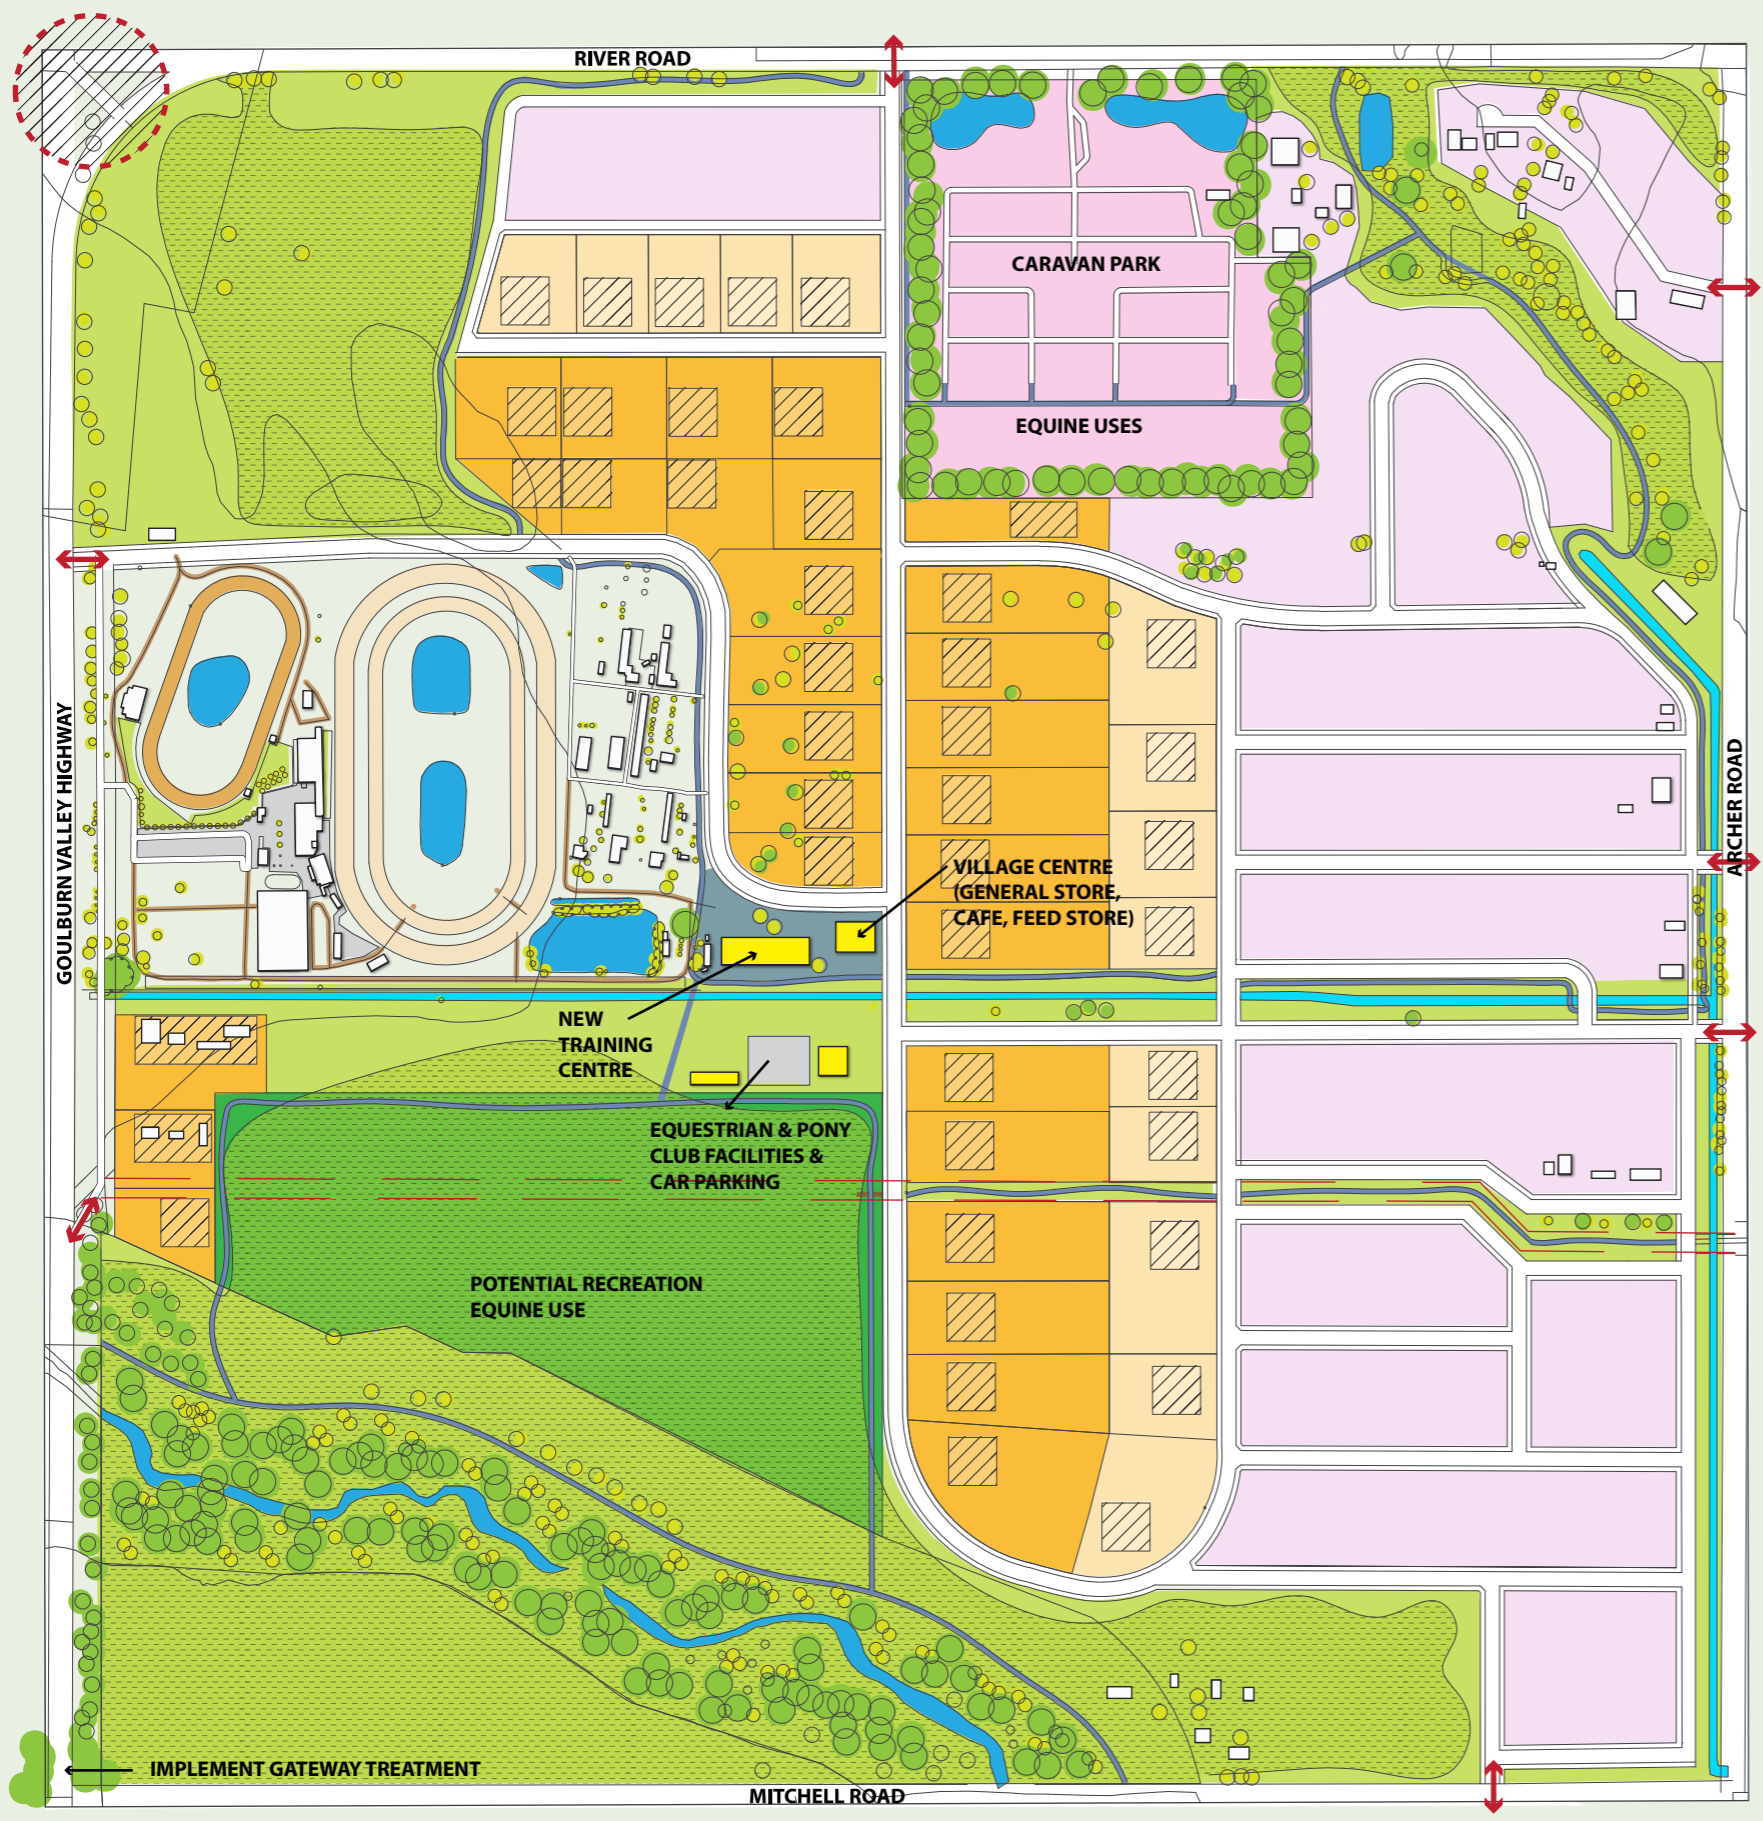 RIVER ROAD
CARAVAN PARK
EQUINE USES
GOULBURN VALLEY HIGHWAY
ARCHER ROAD
VILLAGE CENTRE
(GENERAL STORE,
CAFE, FEED STORE)
NEW
TRAINING
CENTRE
EQUESTRIAN & PONY
CLUB FACILITIES &
CAR PARKING
POTENTIAL RECREATION
EQUINE USE
IMPLEMENT GATEWAY TREATMENT
MITCHELL ROAD